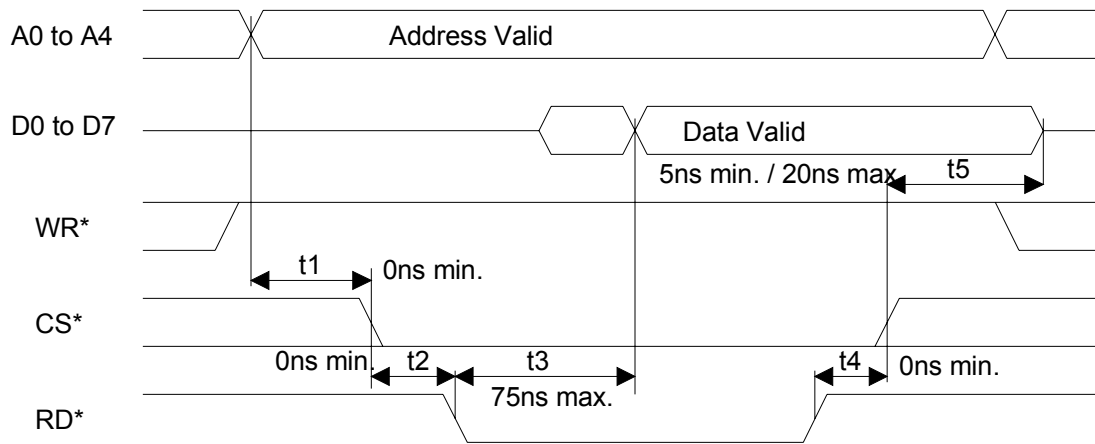 A0 to A4
Address Valid
D0 to D7
Data Valid
5ns min. / 20ns max
t5
WR*
t1
0ns min.
CS*
0ns min.
t2
t3
t4
0ns min.
75ns max.
RD*